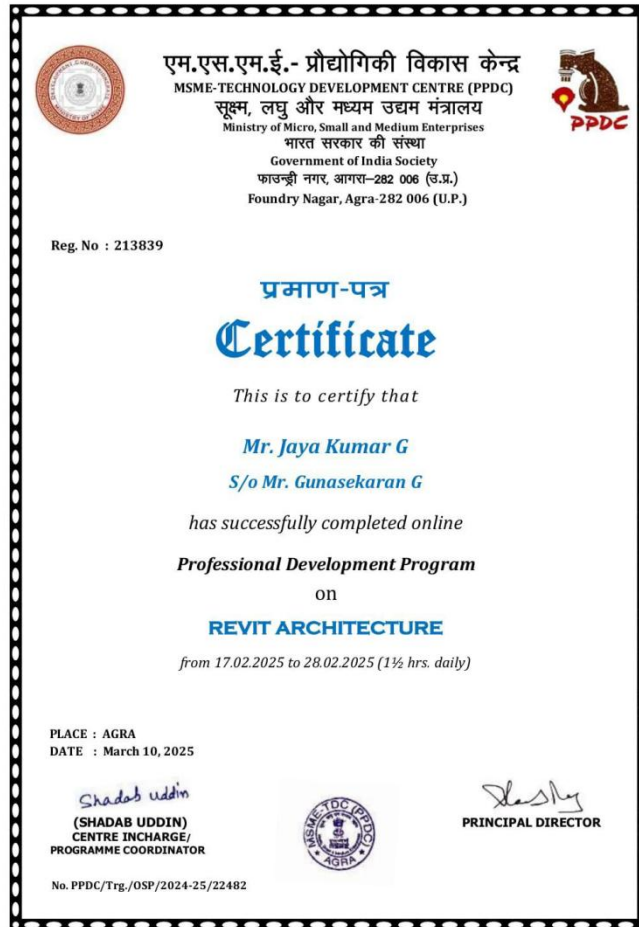 एम.एस.एम.ई.- प्रौद्योगिकी विकास केन्द्र
MSME-TECHNOLOGY DEVELOPMENT CENTRE (PPDC)
सूक्ष्म, लघु और मध्यम उद्यम मंत्रालय
Ministry of Micro, Small and Medium Enterprises
भारत सरकार की संस्था
Government of India Society
फाउन्ड्री नगर, आगरा–282 006 (उ.प्र.)
Foundry Nagar, Agra-282 006 (U.P.)
PPDC
Reg. No : 213839
प्रमाण-पत्र
Certificate
This is to certify that
Mr. Jaya Kumar G
S/o Mr. Gunasekaran G
has successfully completed online
Professional Development Program
on
REVIT ARCHITECTURE
from 17.02.2025 to 28.02.2025 (1½ hrs. daily)
PLACE : AGRA
DATE : March 10, 2025
Shadab Uddin
(SHADAB UDDIN)
CENTRE INCHARGE/
PROGRAMME COORDINATOR
MSME-TDC (PPDC)
AGRA
PRINCIPAL DIRECTOR
No. PPDC/Trg./OSP/2024-25/22482